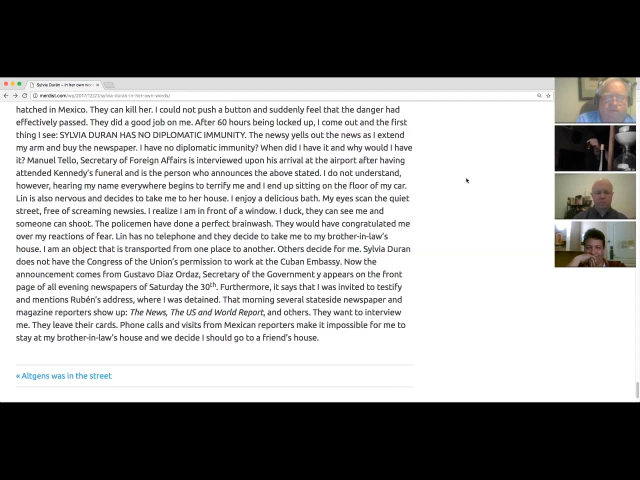 Sylvia Duran – in her own wor
merdist.com/wp/2017/12/21/sylvia-duran-in-her-own-words/
hatched in Mexico. They can kill her. I could not push a button and suddenly feel that the danger had
effectively passed. They did a good job on me. After 60 hours being locked up, I come out and the first
thing I see: SYLVIA DURAN HAS NO DIPLOMATIC IMMUNITY. The newsy yells out the news as I extend
my arm and buy the newspaper. I have no diplomatic immunity? When did I have it and why would I have
it? Manuel Tello, Secretary of Foreign Affairs is interviewed upon his arrival at the airport after having
attended Kennedy's funeral and is the person who announces the above stated. I do not understand,
however, hearing my name everywhere begins to terrify me and I end up sitting on the floor of my car.
Lin is also nervous and decides to take me to her house. I enjoy a delicious bath. My eyes scan the quiet
street, free of screaming newsies. I realize I am in front of a window. I duck, they can see me and
someone can shoot. The policemen have done a perfect brainwash. They would have congratulated me
over my reactions of fear. Lin has no telephone and they decide to take me to my brother-in-law's
house. I am an object that is transported from one place to another. Others decide for me. Sylvia Duran
does not have the Congress of the Union's permission to work at the Cuban Embassy. Now the
announcement comes from Gustavo Diaz Ordaz, Secretary of the Government y appears on the front
page of all evening newspapers of Saturday the 30th. Furthermore, it says that I was invited to testify
and mentions Rubén's address, where I was detained. That morning several stateside newspaper and
magazine reporters show up: The News, The US and World Report, and others. They want to interview
me. They leave their cards. Phone calls and visits from Mexican reporters make it impossible for me to
stay at my brother-in-law's house and we decide I should go to a friend's house.
« Altgens was in the street